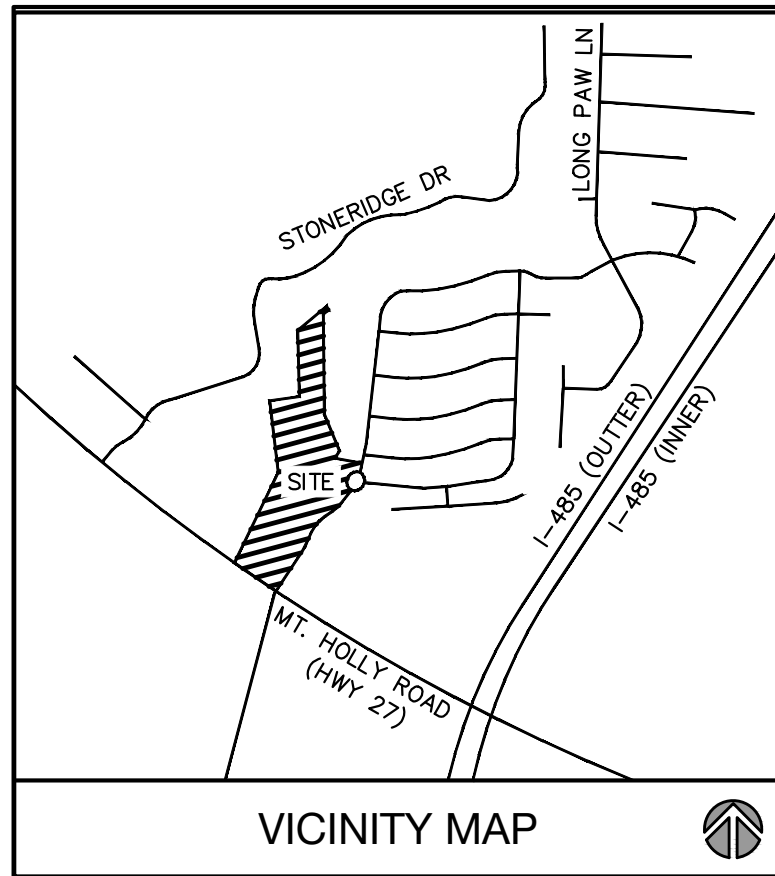 LONG PAW LN
STONERIDGE DR
SITE
I-485 (OUTTER)
I-485 (INNER)
MT. HOLLY ROAD
(HWY 27)
VICINITY MAP